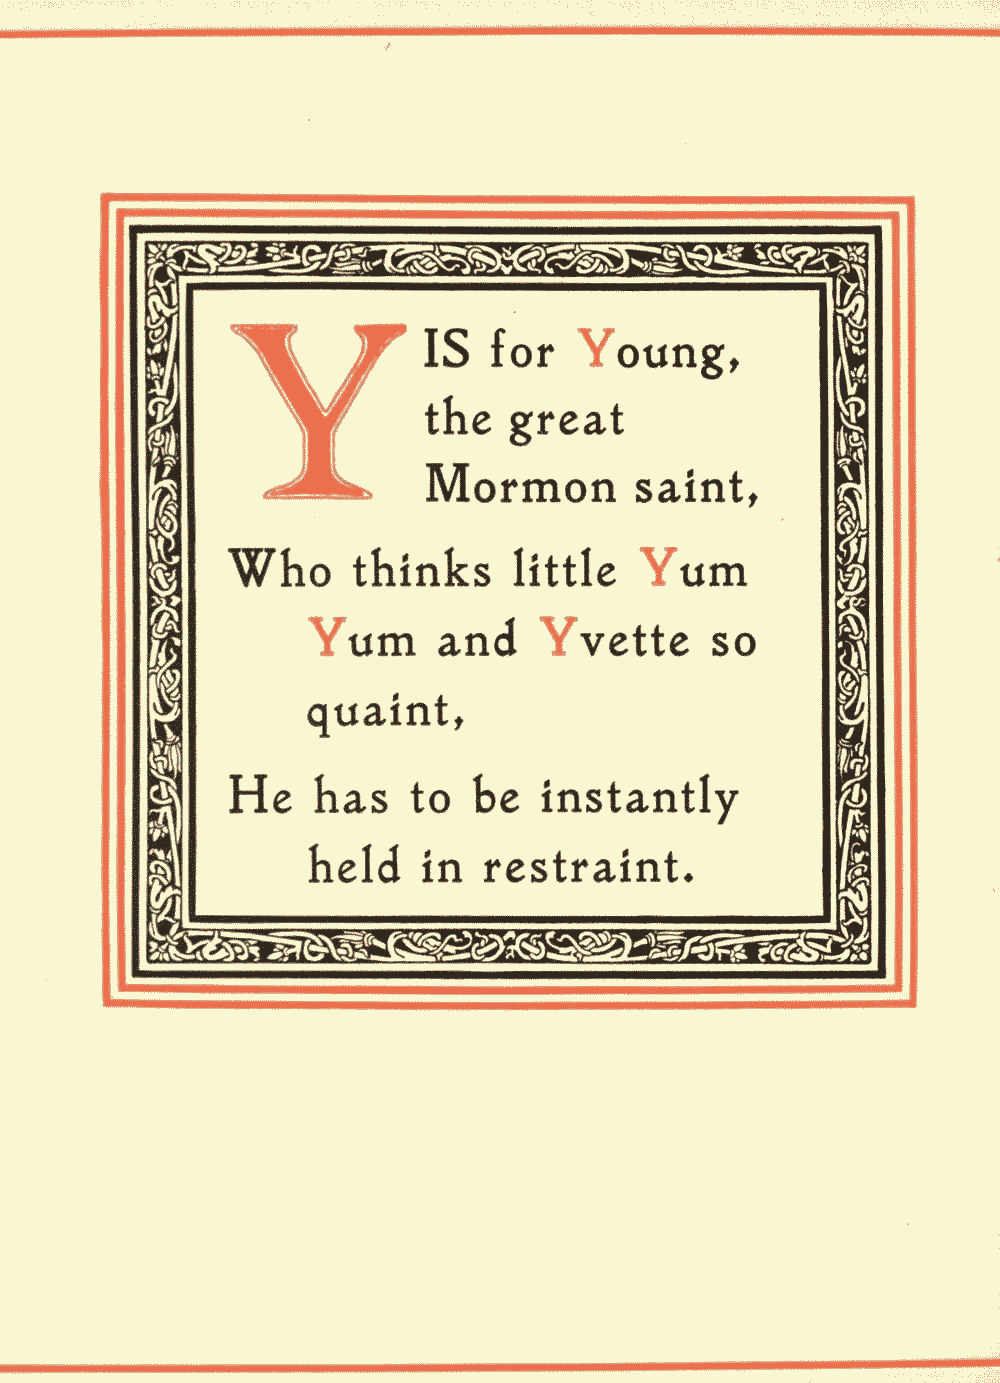 Y IS for Young,
the great
Mormon saint,
Who thinks little Yum
Yum and Yvette so
quaint,
He has to be instantly
held in restraint.